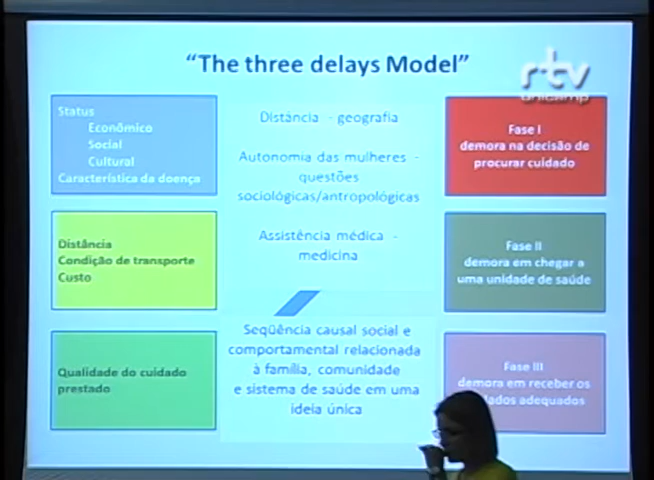 “The three delays Model”
rtv
unicamp
Status
Econômico
Social
Cultural
Característica da doença
Distância
Condição de transporte
Custo
Qualidade do cuidado
prestado
Distância - geografia
Autonomia das mulheres -
questões
sociológicas/antropológicas
Assistência médica -
medicina
Seqüência causal social e
comportamental relacionada
à família, comunidade
e sistema de saúde em uma
ideia única
Fase I
demora na decisão de
procurar cuidado
Fase II
demora em chegar a
uma unidade de saúde
Fase III
demora em receber os
adequados